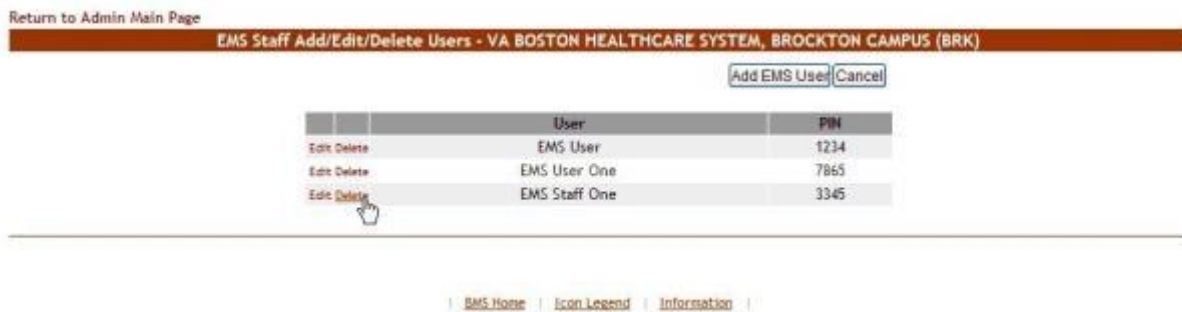 Return to Admin Main Page
EMS Staff Add/Edit/Delete Users - VA BOSTON HEALTHCARE SYSTEM, BROCKTON CAMPUS (BRK)
Add EMS User Cancel
User PIN
Edit Delete EMS User 1234
Edit Delete EMS User One 7865
Edit Delete EMS Staff One 3345
| BMS Home | Icon Legend | Information |